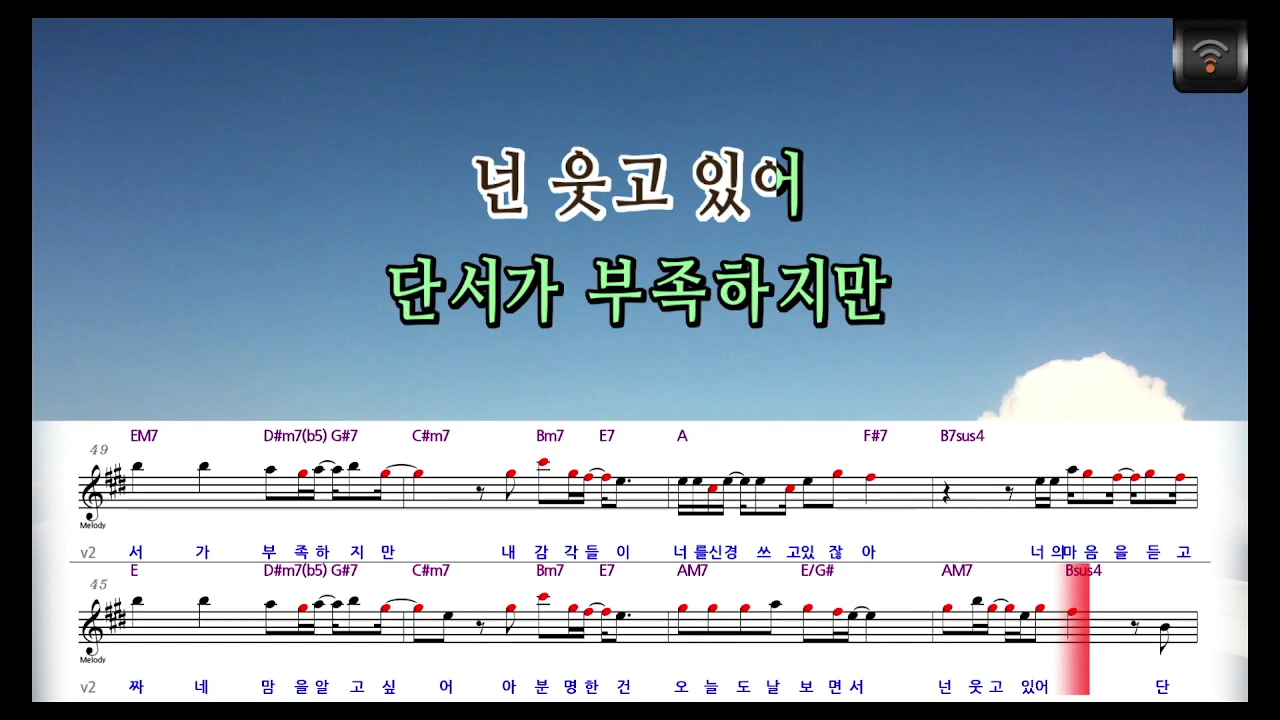 넌 웃고 있어
단서가 부족하지만
EM7 D#m7(b5) G#7 C#m7 Bm7 E7 A F#7 B7sus4
49
Melody
v2 서 가 부 족 하 지 만 내 감 각 들 이 너 를 신 경 쓰 고 있 잖 아 너 의 마 음 을 듣 고
E D#m7(b5) G#7 C#m7 Bm7 E7 AM7 E/G# AM7 Bsus4
45
Melody
v2 짜 네 맘 을 알 고 싶 어 아 분 명 한 건 오 늘 도 날 보 면 서 넌 웃 고 있 어 단